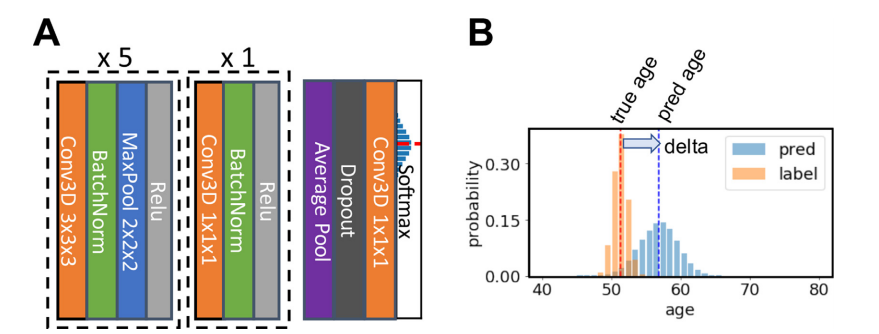 A
x 5
x 1
Conv3D 3x3x3
BatchNorm
MaxPool 2x2x2
Relu
Conv3D 1x1x1
BatchNorm
Relu
Average Pool
Dropout
Conv3D 1x1x1
Softmax
B
true age
pred age
delta
pred
label
probability
0.30
0.15
0.00
40
50
60
70
80
age